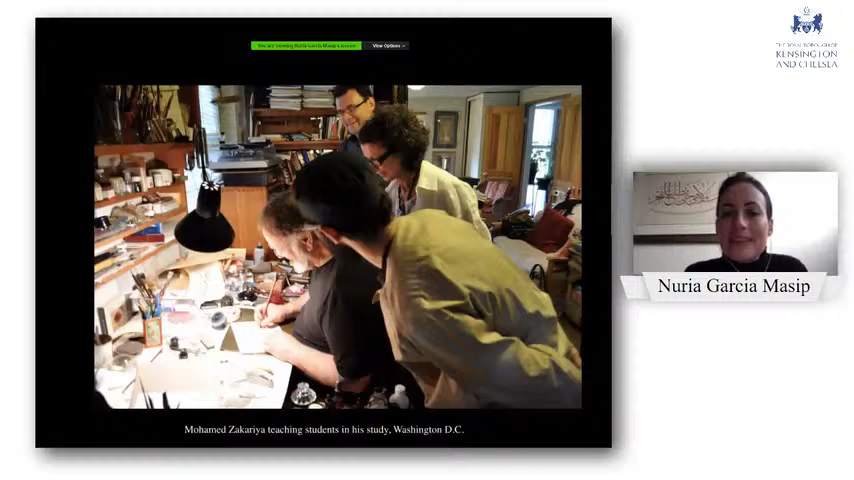 You are viewing Nuria Garcia Masip's screen
View Options
THE ROYAL BOROUGH OF
KENSINGTON
AND CHELSEA
Nuria Garcia Masip
Mohamed Zakariya teaching students in his study, Washington D.C.